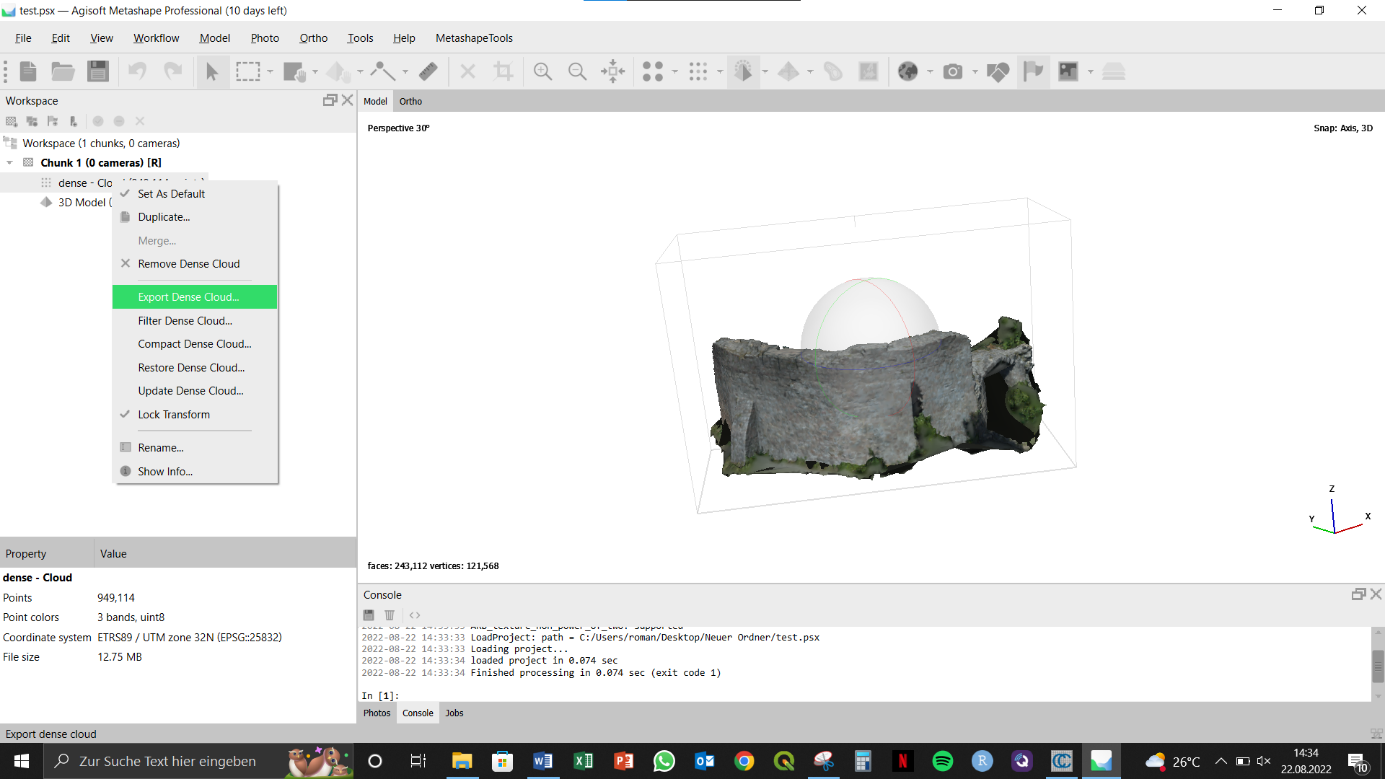 test.psx — Agisoft Metashape Professional (10 days left)
File Edit View Workflow Model Photo Ortho Tools Help MetashapeTools
Workspace
Workspace (1 chunks, 0 cameras)
Chunk 1 (0 cameras) [R]
dense - Clo
3D Model (
Set As Default
Duplicate...
Merge...
Remove Dense Cloud
Export Dense Cloud...
Filter Dense Cloud...
Compact Dense Cloud...
Restore Dense Cloud...
Update Dense Cloud...
Lock Transform
Rename...
Show Info...
Property Value
dense - Cloud
Points 949,114
Point colors 3 bands, uint8
Coordinate system ETRS89 / UTM zone 32N (EPSG::25832)
File size 12.75 MB
Export dense cloud
Model Ortho
Perspective 30° Snap: Axis, 3D
Z
Y X
faces: 243,112 vertices: 121,568
Console
2022-08-22 14:33:33 LoadProject: path = C:/Users/roman/Desktop/Neuer Ordner/test.psx
2022-08-22 14:33:33 Loading project...
2022-08-22 14:33:34 loaded project in 0.074 sec
2022-08-22 14:33:34 Finished processing in 0.074 sec (exit code 1)
In [1]:
Photos Console Jobs
Zur Suche Text hier eingeben
26°C
14:34
22.08.2022
10